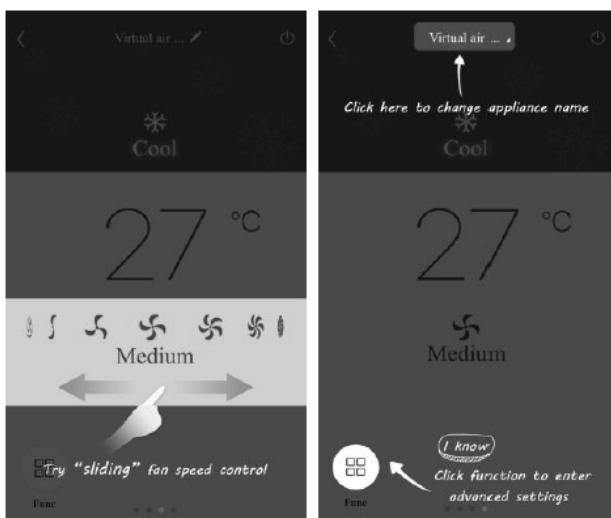 Virtual air ...
Cool
27 °C
Medium
Try "sliding" fan speed control
Func
Virtual air ...
Click here to change appliance name
Cool
27 °C
Medium
I know
Click function to enter
advanced settings
Func